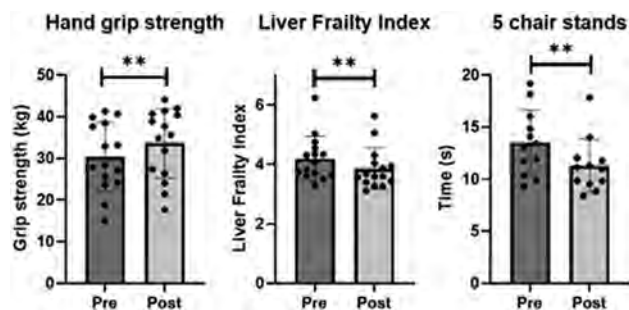 Hand grip strength
**
Grip strength (kg)
50
40
30
20
10
0
Pre Post
Liver Frailty Index
**
Liver Frailty Index
6
4
2
0
Pre Post
5 chair stands
**
Time (s)
20
15
10
5
0
Pre Post